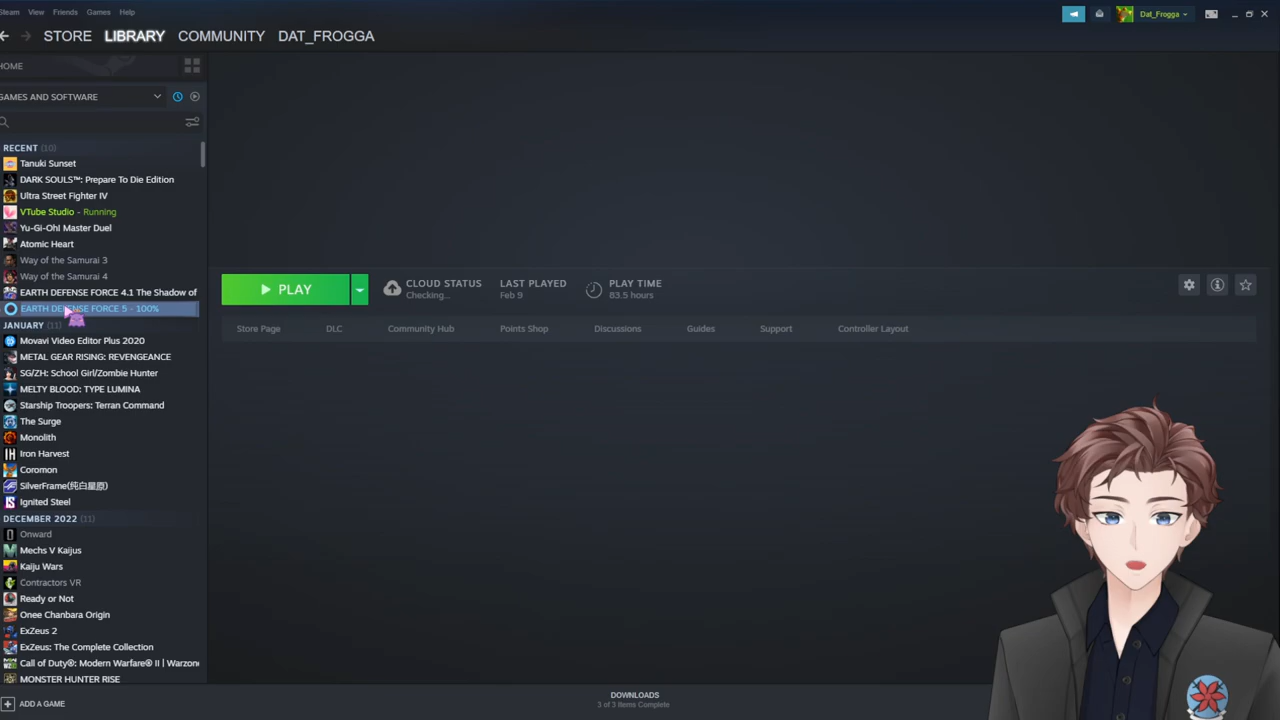 Steam View Friends Games Help
Dat_Frogga
STORE LIBRARY COMMUNITY DAT_FROGGA
HOME
GAMES AND SOFTWARE
RECENT (10)
Tanuki Sunset
DARK SOULS™: Prepare To Die Edition
Ultra Street Fighter IV
VTube Studio - Running
Yu-Gi-Oh! Master Duel
Atomic Heart
Way of the Samurai 3
Way of the Samurai 4
EARTH DEFENSE FORCE 4.1 The Shadow of
EARTH DEFENSE FORCE 5 - 100%
JANUARY (11)
Movavi Video Editor Plus 2020
METAL GEAR RISING: REVENGEANCE
SG/ZH: School Girl/Zombie Hunter
MELTY BLOOD: TYPE LUMINA
Starship Troopers: Terran Command
The Surge
Monolith
Iron Harvest
Coromon
SilverFrame(纯白星原)
Ignited Steel
DECEMBER 2022 (11)
Onward
Mechs V Kaijus
Kaiju Wars
Contractors VR
Ready or Not
Onee Chanbara Origin
ExZeus 2
ExZeus: The Complete Collection
Call of Duty®: Modern Warfare® II | Warzone
MONSTER HUNTER RISE
ADD A GAME
PLAY
CLOUD STATUS
Checking...
LAST PLAYED
Feb 9
PLAY TIME
83.5 hours
Store Page DLC Community Hub Points Shop Discussions Guides Support Controller Layout
DOWNLOADS
3 of 3 Items Complete